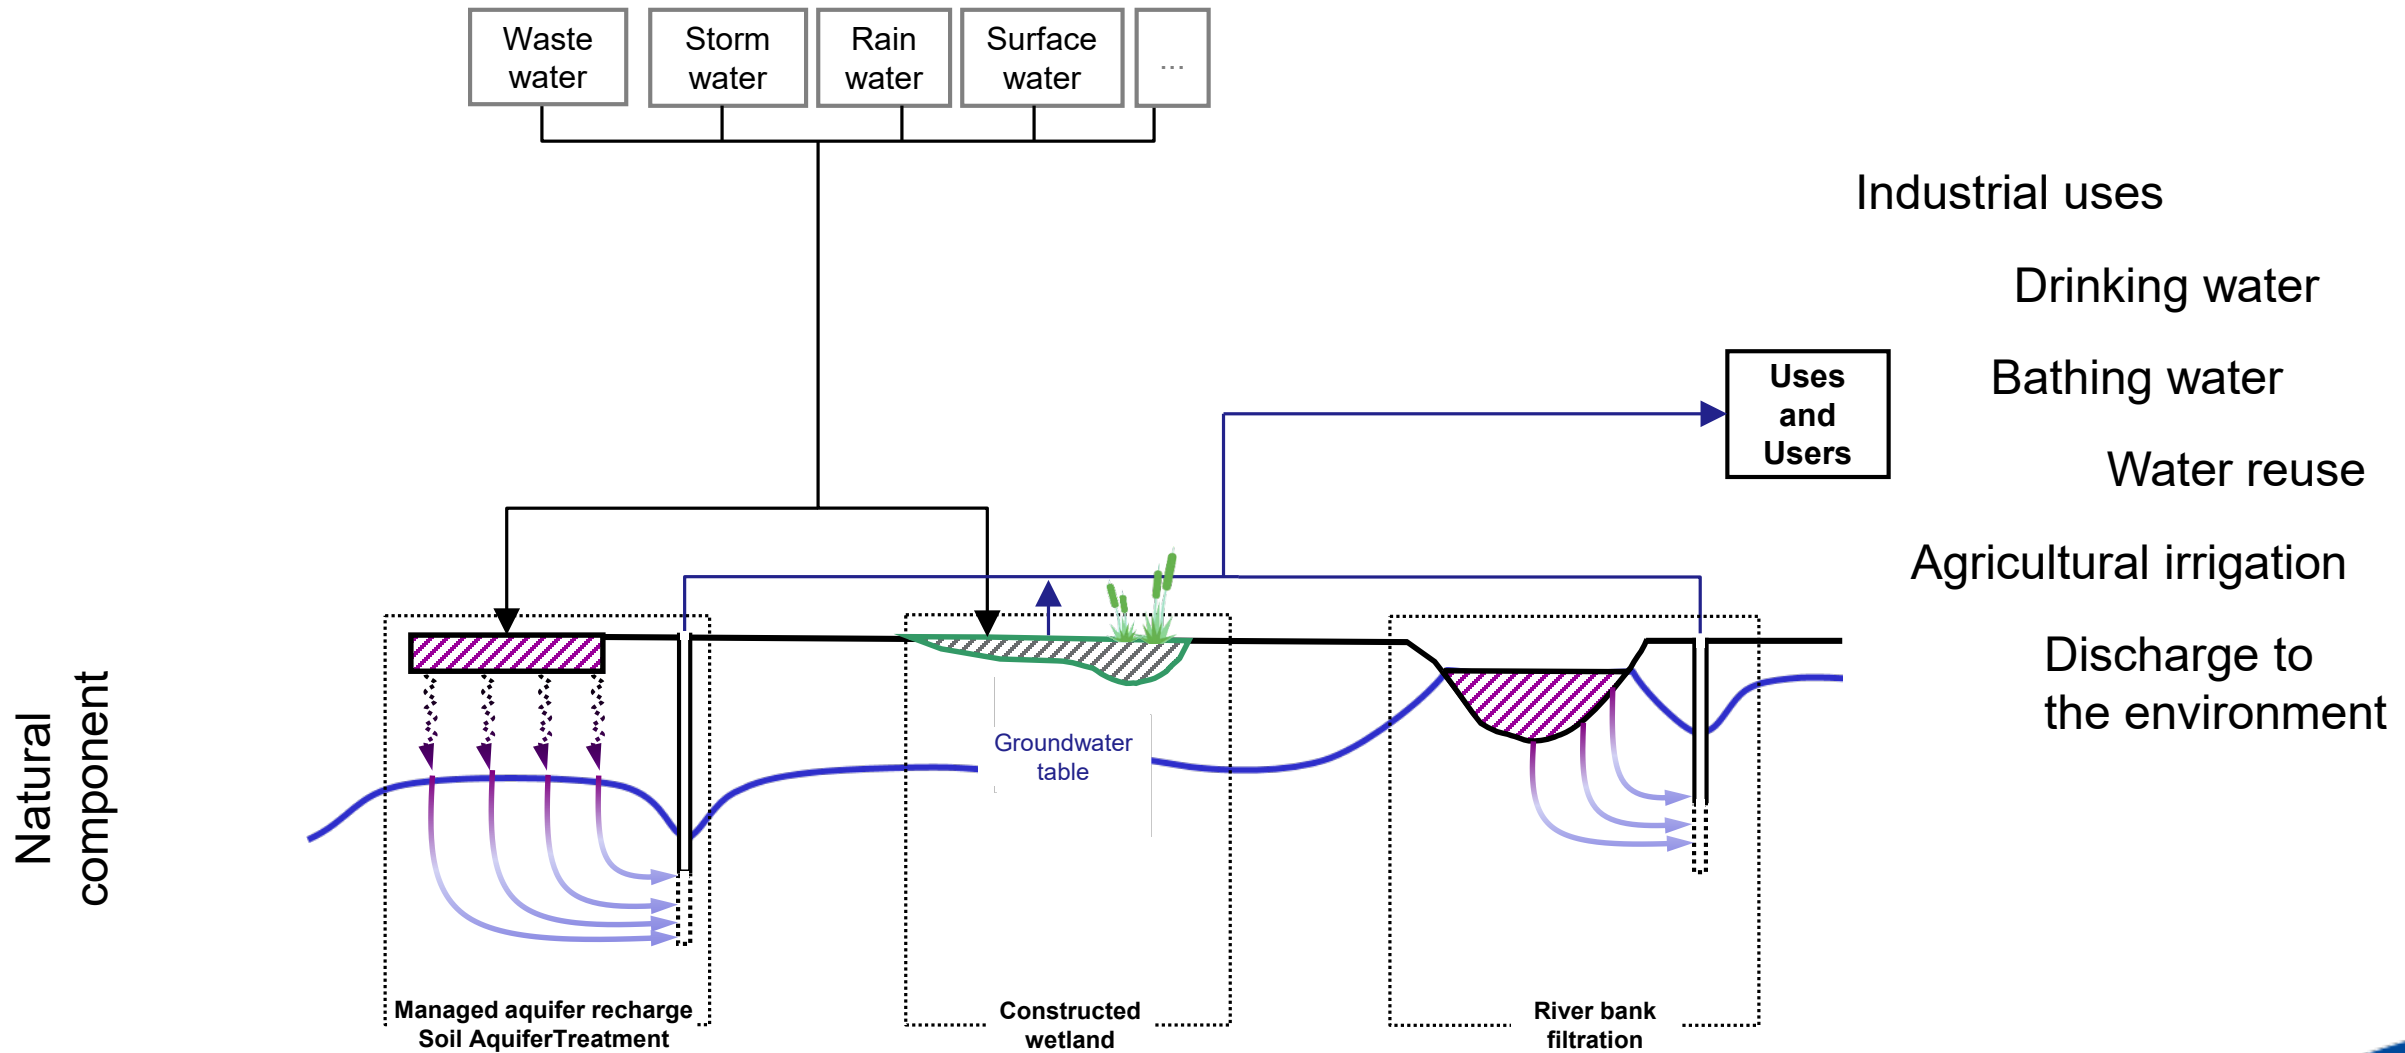 Waste
water
Storm
water
Rain
water
Surface
water
...
Industrial uses
Drinking water
Uses
and
Users
Bathing water
Water reuse
Agricultural irrigation
Discharge to
the environment
Natural
component
Groundwater
table
Managed aquifer recharge
Soil AquiferTreatment
Constructed
wetland
River bank
filtration